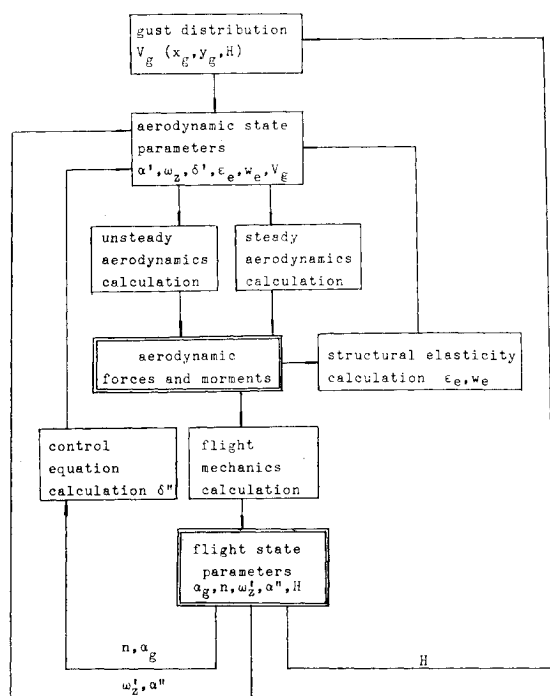 gust distribution
V_g (x_g,y_g,H)
aerodynamic state
parameters
α',ω_z,δ',ε_e,w_e,V_g
unsteady
aerodynamics
calculation
steady
aerodynamics
calculation
aerodynamic
forces and morments
structural elasticity
calculation ε_e,w_e
control
equation
calculation δ"
flight
mechanics
calculation
flight state
parameters
α_g,n,ω_z',α",H
n,α_g
H
ω_z',α"